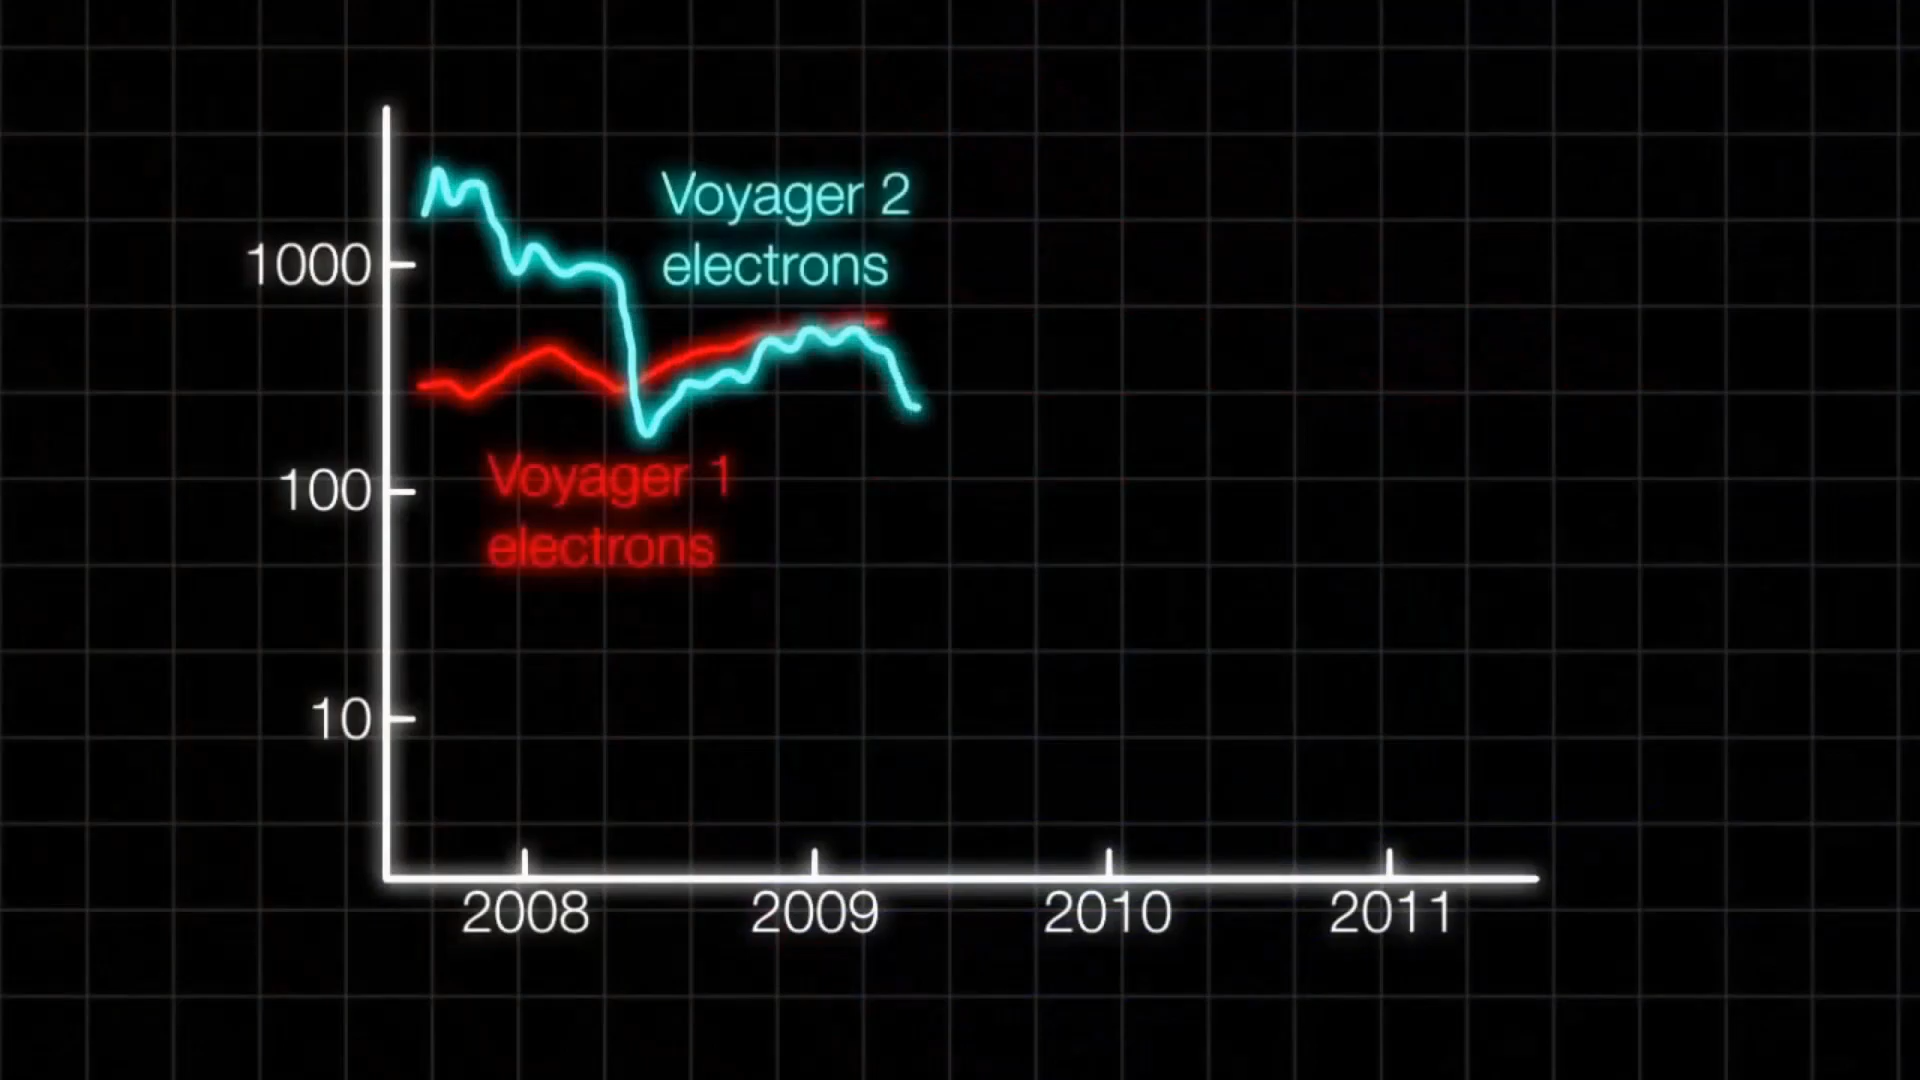 Voyager 2
electrons
1000
Voyager 1
electrons
100
10
2008 2009 2010 2011